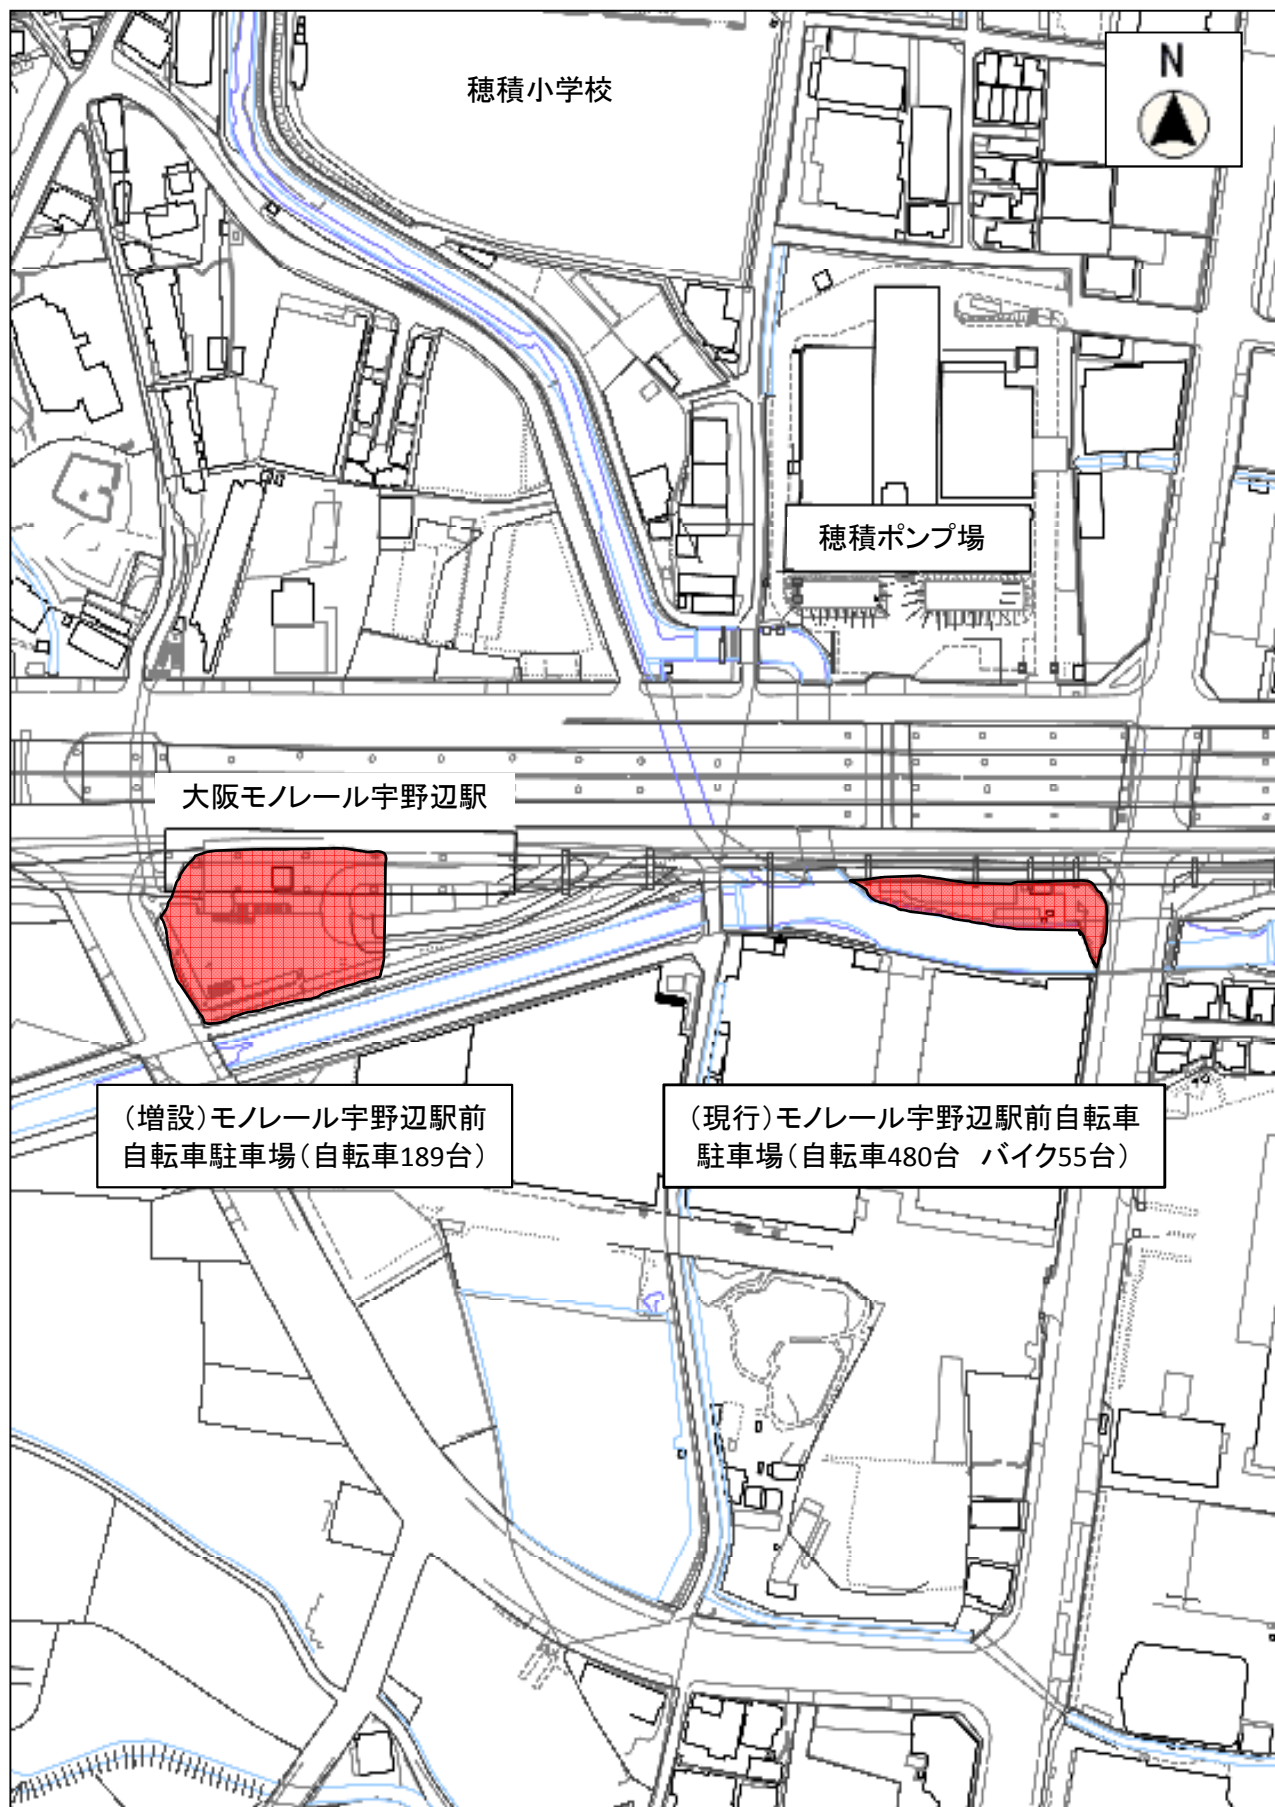 N
穂積小学校
穂積ポンプ場
大阪モノレール宇野辺駅
（増設）モノレール宇野辺駅前
自転車駐車場（自転車189台）
（現行）モノレール宇野辺駅前自転車
駐車場（自転車480台　バイク55台）